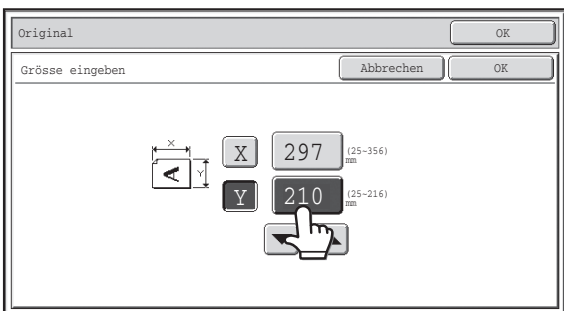 Original OK
Grösse eingeben Abbrechen OK
X
X 297 (25~356)
mm
A Y
Y 210 (25~216)
mm